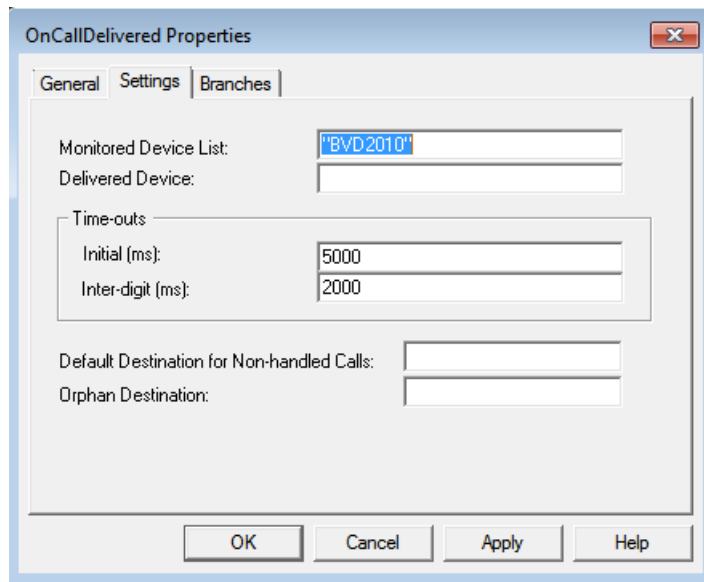 OnCallDelivered Properties
General Settings Branches
Monitored Device List: "BVD2010"
Delivered Device:
Time-outs
Initial (ms): 5000
Inter-digit (ms): 2000
Default Destination for Non-handled Calls:
Orphan Destination:
OK Cancel Apply Help